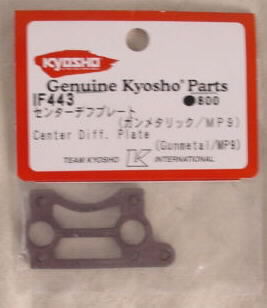 KYOSHO
Genuine Kyosho® Parts
IF443 ●800
センターデフプレート
(ガンメタリック/MP9)
Center Diff. Plate
(Gunmetal/MP9)
TEAM KYOSHO K INTERNATIONAL